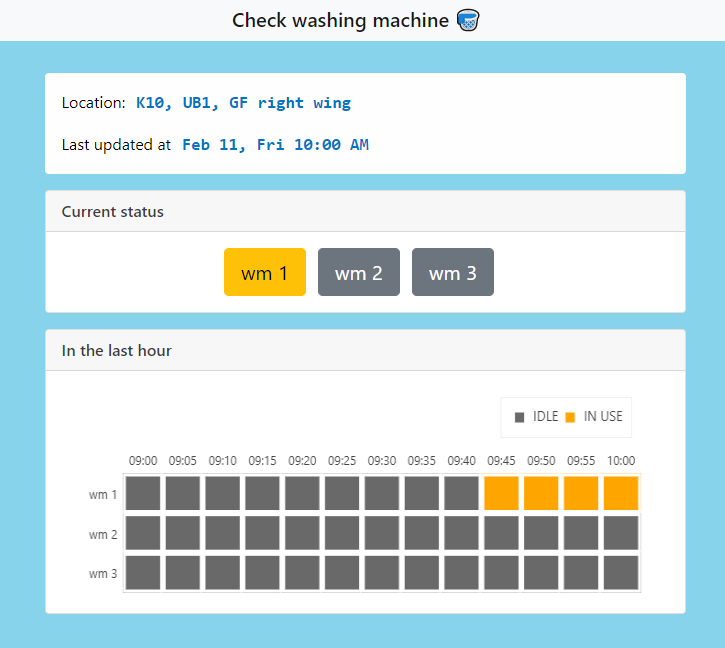 Check washing machine
Location: K10, UB1, GF right wing
Last updated at Feb 11, Fri 10:00 AM
Current status
wm 1 wm 2 wm 3
In the last hour
IDLE IN USE
09:00 09:05 09:10 09:15 09:20 09:25 09:30 09:35 09:40 09:45 09:50 09:55 10:00
wm 1
wm 2
wm 3